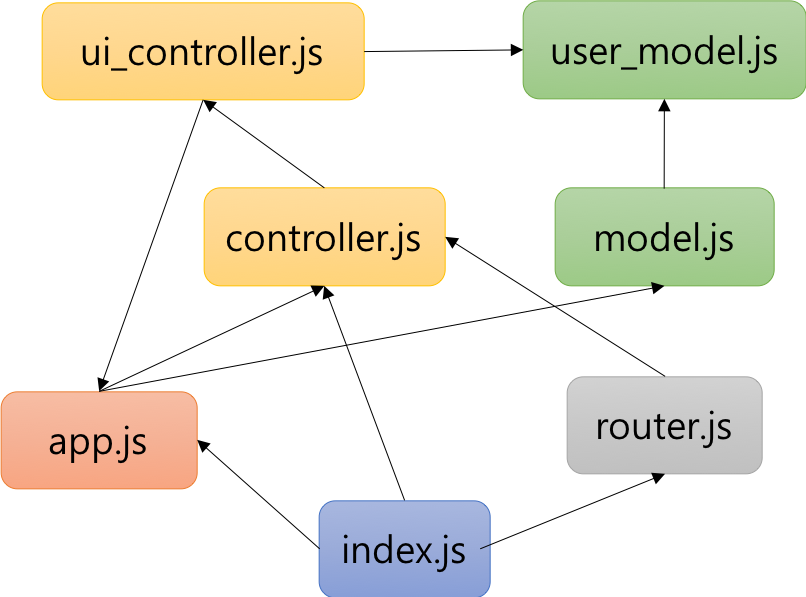 ui_controller.js
user_model.js
controller.js
model.js
app.js
router.js
index.js